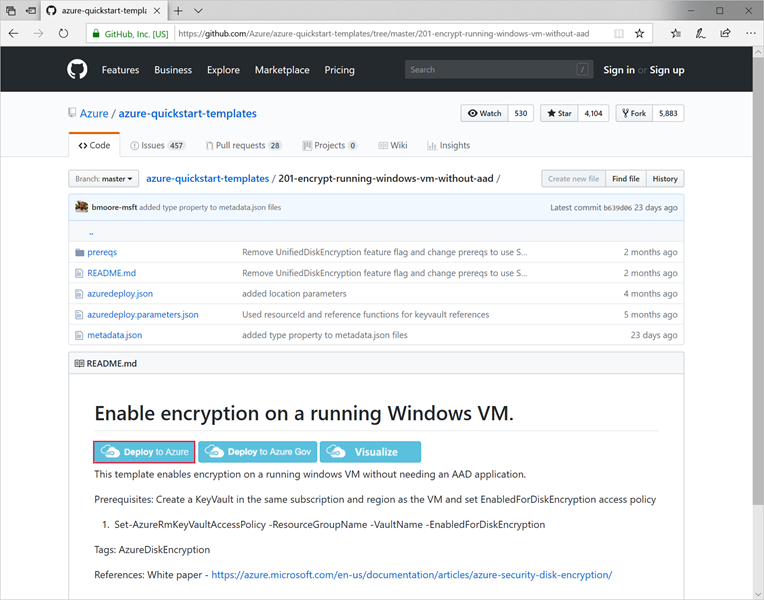 azure-quickstart-templa
GitHub, Inc. [US] https://github.com/Azure/azure-quickstart-templates/tree/master/201-encrypt-running-windows-vm-without-aad
Features Business Explore Marketplace Pricing Search / Sign in or Sign up
Azure / azure-quickstart-templates Watch 530 Star 4,104 Fork 5,883
Code Issues 457 Pull requests 28 Projects 0 Wiki Insights
Branch: master azure-quickstart-templates / 201-encrypt-running-windows-vm-without-aad / Create new file Find file History
bmoore-msft added type property to metadata.json files Latest commit b639d06 23 days ago
..
prereqs Remove UnifiedDiskEncryption feature flag and change prereqs to use S... 2 months ago
README.md Remove UnifiedDiskEncryption feature flag and change prereqs to use S... 2 months ago
azuredeploy.json added location parameters 4 months ago
azuredeploy.parameters.json Used resourceId and reference functions for keyvault references 5 months ago
metadata.json added type property to metadata.json files 23 days ago
README.md
Enable encryption on a running Windows VM.
Deploy to Azure Deploy to Azure Gov Visualize
This template enables encryption on a running windows VM without needing an AAD application.
Prerequisites: Create a KeyVault in the same subscription and region as the VM and set EnabledForDiskEncryption access policy
1. Set-AzureRmKeyVaultAccessPolicy -ResourceGroupName -VaultName -EnabledForDiskEncryption
Tags: AzureDiskEncryption
References: White paper - https://azure.microsoft.com/en-us/documentation/articles/azure-security-disk-encryption/